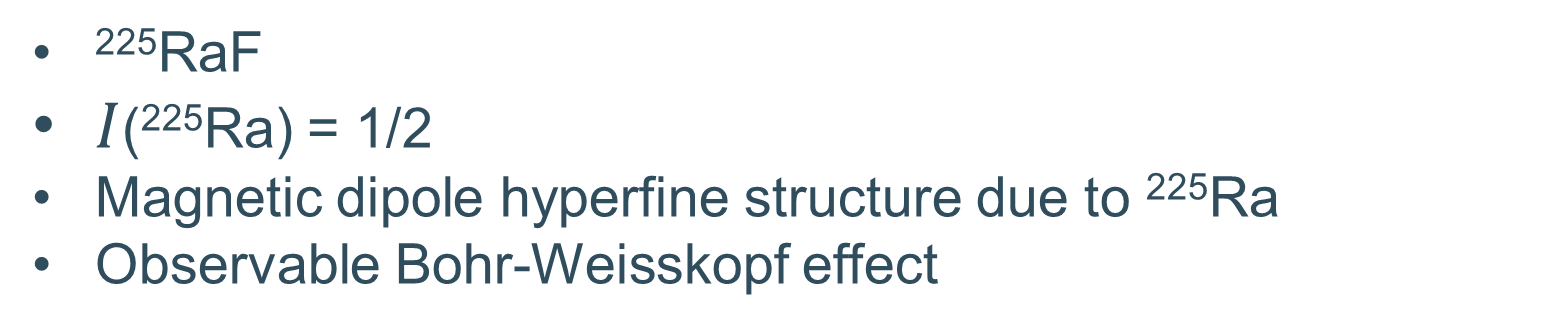 • ²²⁵RaF
• I(²²⁵Ra) = 1/2
• Magnetic dipole hyperfine structure due to ²²⁵Ra
• Observable Bohr-Weisskopf effect